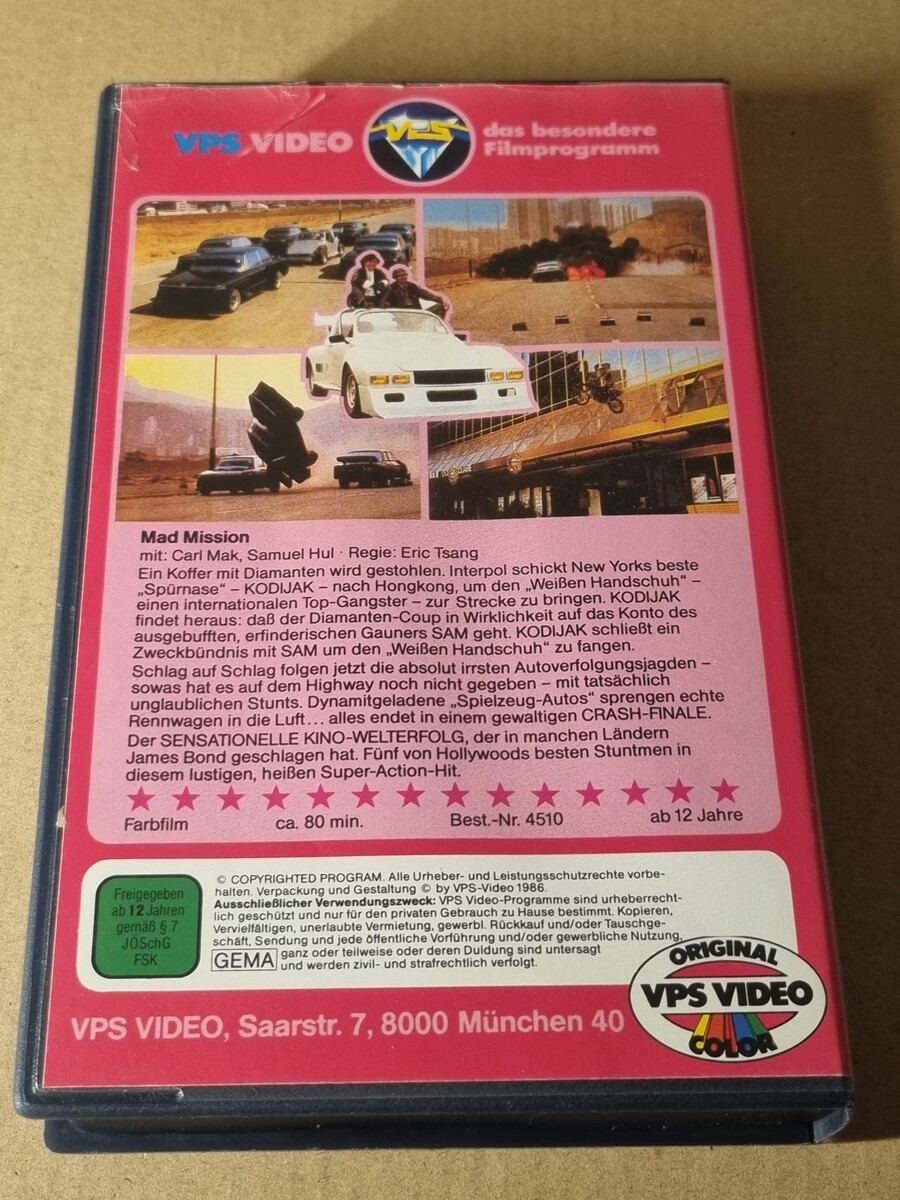 VPS VIDEO
VPS
das besondere
Filmprogramm
Mad Mission
mit: Carl Mak, Samuel Hul · Regie: Eric Tsang
Ein Koffer mit Diamanten wird gestohlen. Interpol schickt New Yorks beste
„Spürnase“ – KODIJAK – nach Hongkong, um den „Weißen Handschuh“ –
einen internationalen Top-Gangster – zur Strecke zu bringen. KODIJAK
findet heraus: daß der Diamanten-Coup in Wirklichkeit auf das Konto des
ausgebufften, erfinderischen Gauners SAM geht. KODIJAK schließt ein
Zweckbündnis mit SAM um den „Weißen Handschuh“ zu fangen.
Schlag auf Schlag folgen jetzt die absolut irrsten Autoverfolgungsjagden –
sowas hat es auf dem Highway noch nicht gegeben – mit tatsächlich
unglaublichen Stunts. Dynamitgeladene „Spielzeug-Autos“ sprengen echte
Rennwagen in die Luft... alles endet in einem gewaltigen CRASH-FINALE.
Der SENSATIONELLE KINO-WELTERFOLG, der in manchen Ländern
James Bond geschlagen hat. Fünf von Hollywoods besten Stuntmen in
diesem lustigen, heißen Super-Action-Hit.
Farbfilm ca. 80 min. Best.-Nr. 4510 ab 12 Jahre
Freigegeben
ab 12 Jahren
gemäß § 7
JÖSchG
FSK
© COPYRIGHTED PROGRAM. Alle Urheber- und Leistungsschutzrechte vorbe-
halten. Verpackung und Gestaltung © by VPS-Video 1986.
Ausschließlicher Verwendungszweck: VPS Video-Programme sind urheberrecht-
lich geschützt und nur für den privaten Gebrauch zu Hause bestimmt. Kopieren,
Vervielfältigen, unerlaubte Vermietung, gewerbl. Rückkauf und/oder Tauschge-
schäft, Sendung und jede öffentliche Vorführung und/oder gewerbliche Nutzung,
GEMA ganz oder teilweise oder deren Duldung sind untersagt
und werden zivil- und strafrechtlich verfolgt.
ORIGINAL
VPS VIDEO
COLOR
VPS VIDEO, Saarstr. 7, 8000 München 40